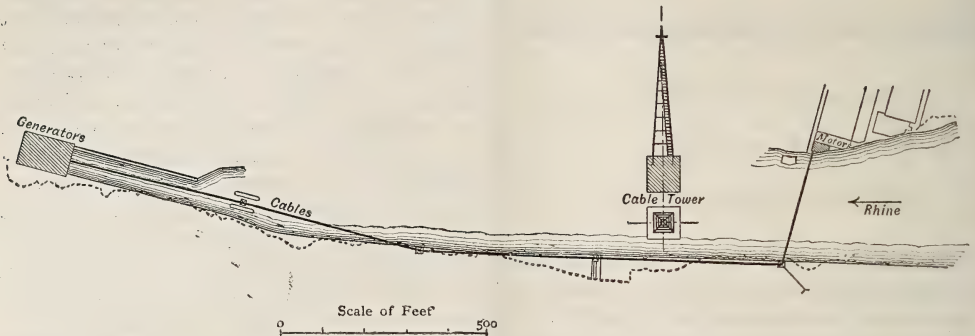 Generators
Cables
Cable Tower
Motors
Rhine
Scale of Feet
0 500